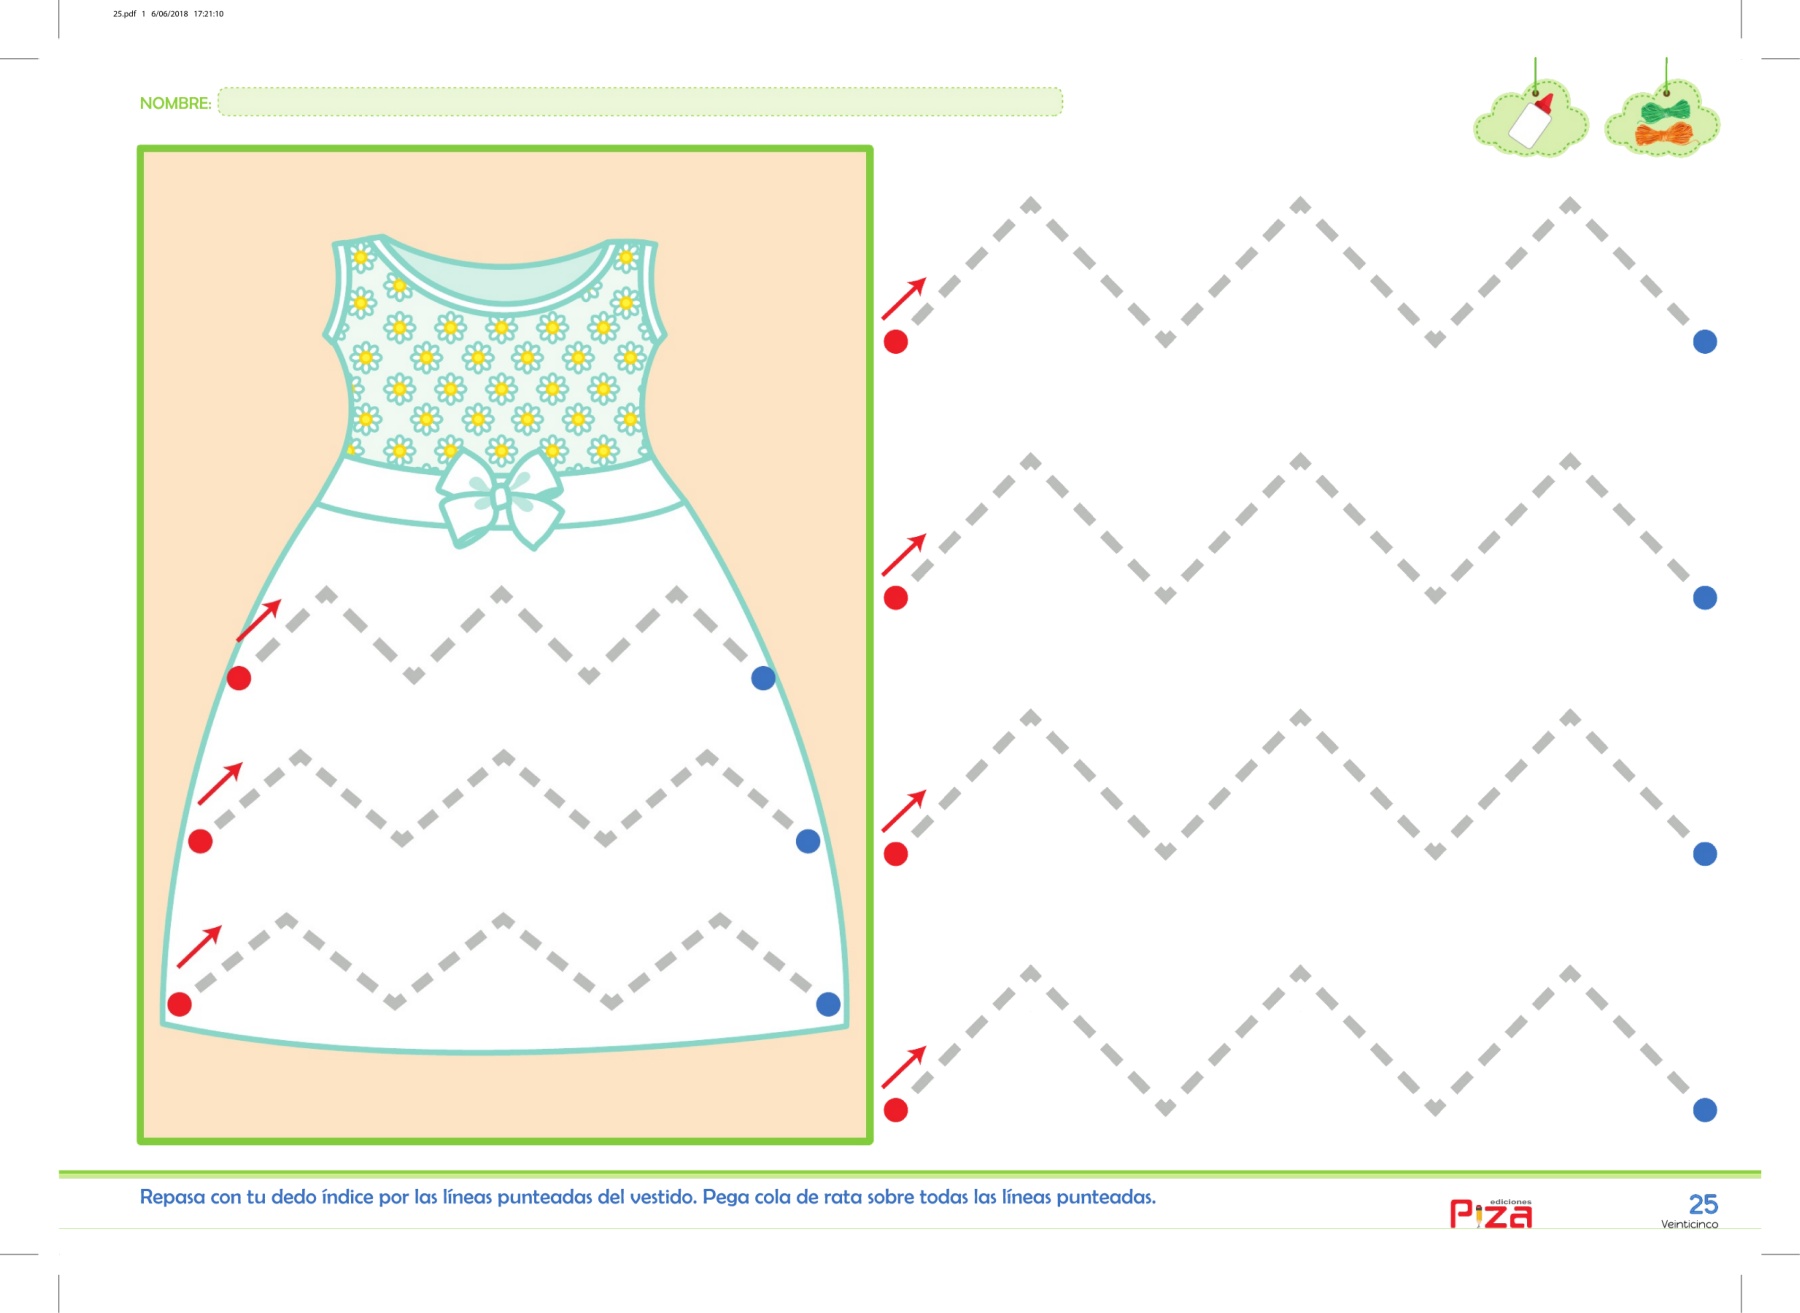 25.pdf 1 6/06/2018 17:21:10
NOMBRE:
Repasa con tu dedo índice por las líneas punteadas del vestido. Pega cola de rata sobre todas las líneas punteadas.
ediciones
Piza
25
Veinticinco